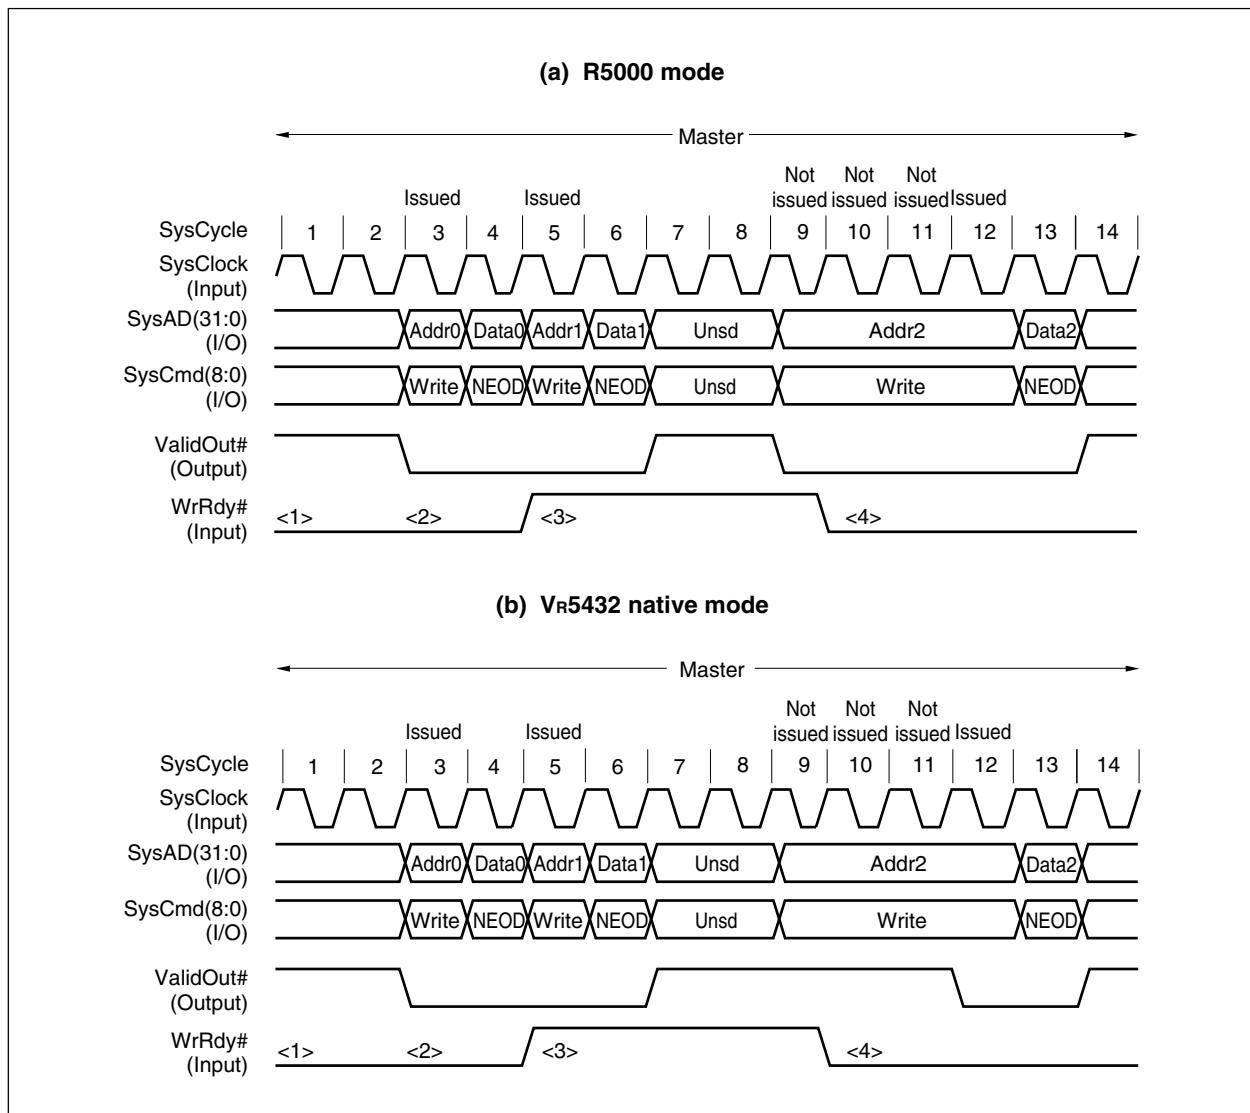 (a) R5000 mode
Master
Not Not Not
Issued Issued issued issued issued Issued
SysCycle 1 2 3 4 5 6 7 8 9 10 11 12 13 14
SysClock
(Input)
SysAD(31:0)
(I/O)
Addr0 Data0 Addr1 Data1 Unsd Addr2 Data2
SysCmd(8:0)
(I/O)
Write NEOD Write NEOD Unsd Write NEOD
ValidOut#
(Output)
WrRdy#
(Input)
<1> <2> <3> <4>
(b) VR5432 native mode
Master
Not Not Not
Issued Issued issued issued issued Issued
SysCycle 1 2 3 4 5 6 7 8 9 10 11 12 13 14
SysClock
(Input)
SysAD(31:0)
(I/O)
Addr0 Data0 Addr1 Data1 Unsd Addr2 Data2
SysCmd(8:0)
(I/O)
Write NEOD Write NEOD Unsd Write NEOD
ValidOut#
(Output)
WrRdy#
(Input)
<1> <2> <3> <4>